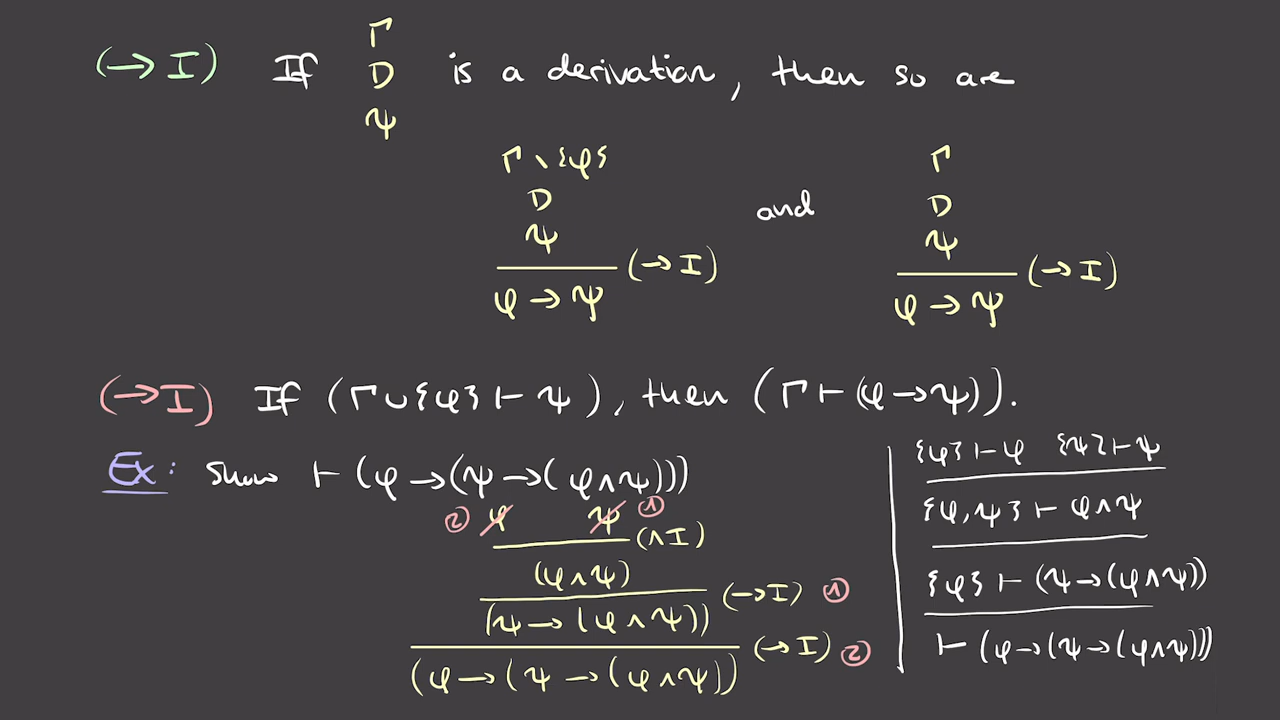 Γ
(→I) If D is a derivation, then so are
ψ
Γ∖{φ} Γ
D and D
ψ ψ
(→I) (→I)
φ→ψ φ→ψ
(→I) If (Γ∪{φ} ⊢ ψ), then (Γ ⊢ (φ→ψ)).
Ex: Show ⊢ (φ→(ψ→(φ∧ψ)))
② φ ψ ①
(∧I)
(φ∧ψ)
(→I) ①
(ψ→(φ∧ψ))
(→I) ②
(φ→(ψ→(φ∧ψ))
{φ}⊢φ {ψ}⊢ψ
{φ,ψ} ⊢ φ∧ψ
{φ} ⊢ (ψ→(φ∧ψ))
⊢ (φ→(ψ→(φ∧ψ)))